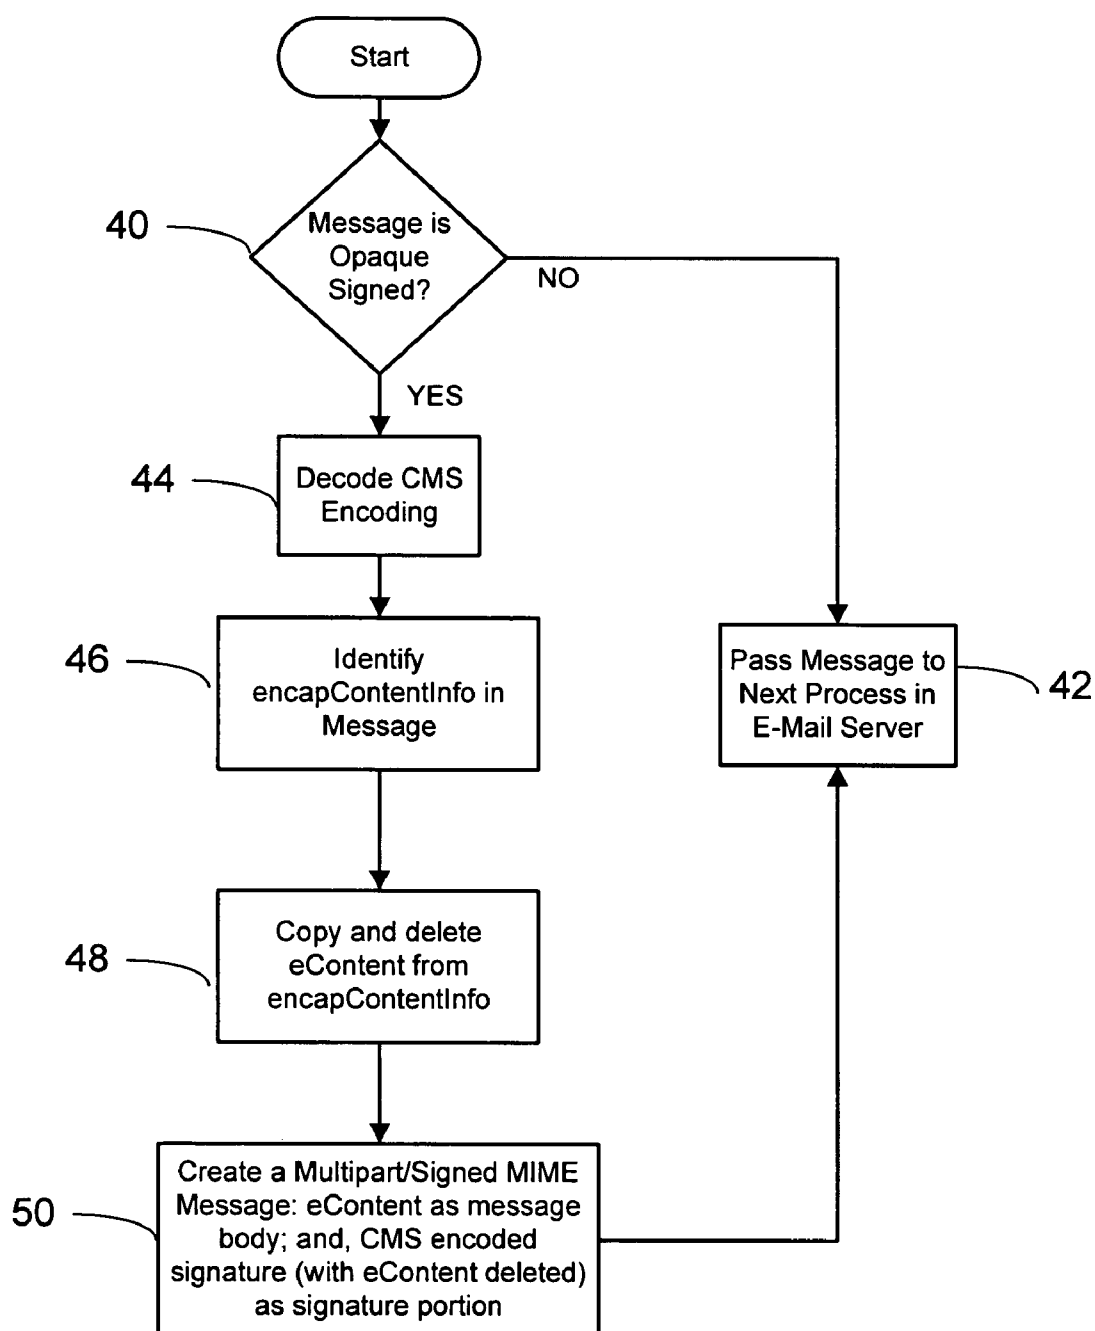 Start
40
Message is
Opaque
Signed?
NO
YES
44
Decode CMS
Encoding
46
Identify
encapContentInfo in
Message
Pass Message to
Next Process in
E-Mail Server
42
48
Copy and delete
eContent from
encapContentInfo
50
Create a Multipart/Signed MIME
Message: eContent as message
body; and, CMS encoded
signature (with eContent deleted)
as signature portion